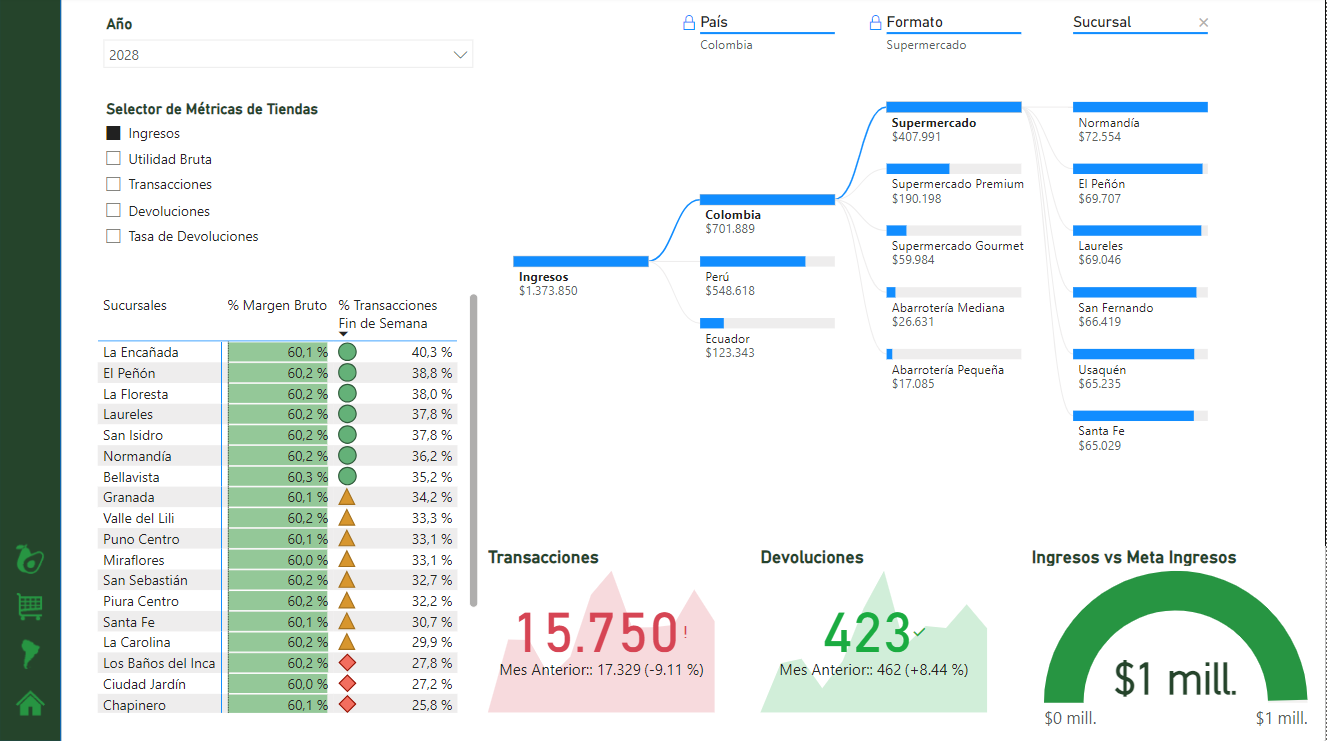 Año
2028
Selector de Métricas de Tiendas
Ingresos
Utilidad Bruta
Transacciones
Devoluciones
Tasa de Devoluciones
Sucursales % Margen Bruto % Transacciones
Fin de Semana
La Encañada 60,1 % 40,3 %
El Peñón 60,2 % 38,8 %
La Floresta 60,2 % 38,0 %
Laureles 60,2 % 37,8 %
San Isidro 60,2 % 37,8 %
Normandía 60,2 % 36,2 %
Bellavista 60,3 % 35,2 %
Granada 60,1 % 34,2 %
Valle del Lili 60,2 % 33,3 %
Puno Centro 60,1 % 33,1 %
Miraflores 60,0 % 33,1 %
San Sebastián 60,2 % 32,7 %
Piura Centro 60,2 % 32,2 %
Santa Fe 60,1 % 30,7 %
La Carolina 60,2 % 29,9 %
Los Baños del Inca 60,2 % 27,8 %
Ciudad Jardín 60,0 % 27,2 %
Chapinero 60,1 % 25,8 %
País
Colombia
Formato
Supermercado
Sucursal
Ingresos
$1.373.850
Colombia
$701.889
Perú
$548.618
Ecuador
$123.343
Supermercado
$407.991
Supermercado Premium
$190.198
Supermercado Gourmet
$59.984
Abarrotería Mediana
$26.631
Abarrotería Pequeña
$17.085
Normandía
$72.554
El Peñón
$69.707
Laureles
$69.046
San Fernando
$66.419
Usaquén
$65.235
Santa Fe
$65.029
Transacciones
15.750!
Mes Anterior:: 17.329 (-9.11 %)
Devoluciones
423
Mes Anterior:: 462 (+8.44 %)
Ingresos vs Meta Ingresos
$1 mill.
$0 mill. $1 mill.